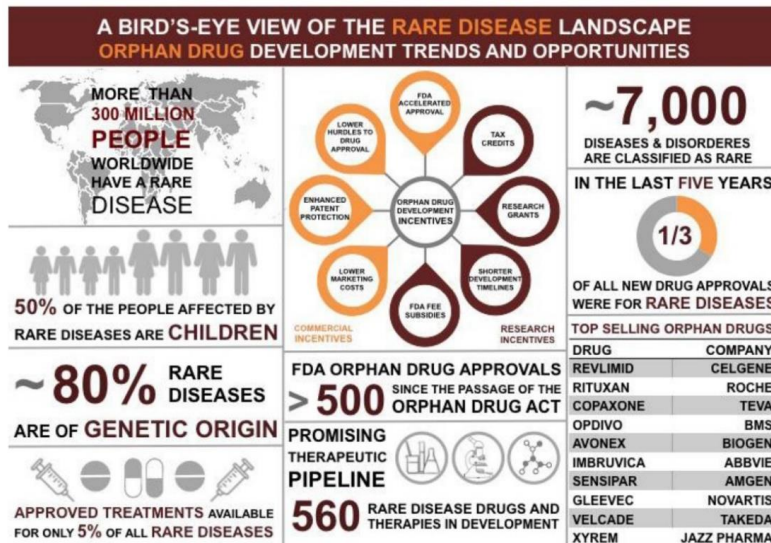 A BIRD'S-EYE VIEW OF THE RARE DISEASE LANDSCAPE
ORPHAN DRUG DEVELOPMENT TRENDS AND OPPORTUNITIES
MORE THAN
300 MILLION
PEOPLE
WORLDWIDE
HAVE A RARE
DISEASE
50% OF THE PEOPLE AFFECTED BY
RARE DISEASES ARE CHILDREN
~ 80% RARE
DISEASES
ARE OF GENETIC ORIGIN
APPROVED TREATMENTS AVAILABLE
FOR ONLY 5% OF ALL RARE DISEASES
FDA
ACCELERATED
APPROVAL
TAX
CREDITS
RESEARCH
GRANTS
SHORTER
DEVELOPMENT
TIMELINES
FDA FEE
SUBSIDIES
LOWER
MARKETING
COSTS
ENHANCED
PATENT
PROTECTION
LOWER
HURDLES TO
DRUG
APPROVAL
ORPHAN DRUG
DEVELOPMENT
INCENTIVES
COMMERCIAL
INCENTIVES
RESEARCH
INCENTIVES
FDA ORPHAN DRUG APPROVALS
> 500 SINCE THE PASSAGE OF THE
ORPHAN DRUG ACT
PROMISING
THERAPEUTIC
PIPELINE
560 RARE DISEASE DRUGS AND
THERAPIES IN DEVELOPMENT
~7,000
DISEASES & DISORDERES
ARE CLASSIFIED AS RARE
IN THE LAST FIVE YEARS
1/3
OF ALL NEW DRUG APPROVALS
WERE FOR RARE DISEASES
TOP SELLING ORPHAN DRUGS
DRUG COMPANY
REVLIMID CELGENE
RITUXAN ROCHE
COPAXONE TEVA
OPDIVO BMS
AVONEX BIOGEN
IMBRUVICA ABBVIE
SENSIPAR AMGEN
GLEEVEC NOVARTIS
VELCADE TAKEDA
XYREM JAZZ PHARMA